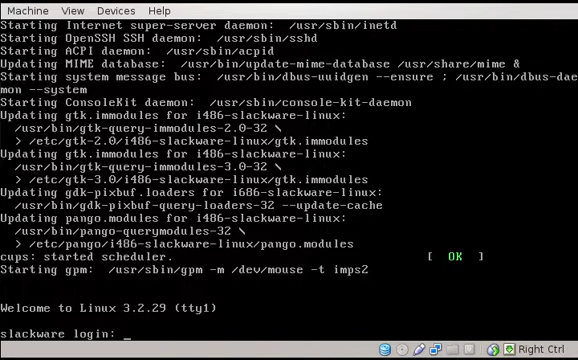 Machine View Devices Help
Starting Internet super-server daemon: /usr/sbin/inetd
Starting OpenSSH SSH daemon: /usr/sbin/sshd
Starting ACPI daemon: /usr/sbin/acpid
Updating MIME database: /usr/bin/update-mime-database /usr/share/mime &
Starting system message bus: /usr/bin/dbus-uuidgen --ensure ; /usr/bin/dbus-dae
mon --system
Starting ConsoleKit daemon: /usr/sbin/console-kit-daemon
Updating gtk.immodules for i486-slackware-linux:
/usr/bin/gtk-query-immodules-2.0-32 \
> /etc/gtk-2.0/i486-slackware-linux/gtk.immodules
Updating gtk.immodules for i486-slackware-linux:
/usr/bin/gtk-query-immodules-3.0-32 \
> /etc/gtk-3.0/i486-slackware-linux/gtk.immodules
Updating gdk-pixbuf.loaders for i686-slackware-linux:
/usr/bin/gdk-pixbuf-query-loaders-32 --update-cache
Updating pango.modules for i486-slackware-linux:
/usr/bin/pango-querymodules-32 \
> /etc/pango/i486-slackware-linux/pango.modules
cups: started scheduler. [ OK ]
Starting gpm: /usr/sbin/gpm -m /dev/mouse -t imps2
Welcome to Linux 3.2.29 (tty1)
slackware login: _
Right Ctrl